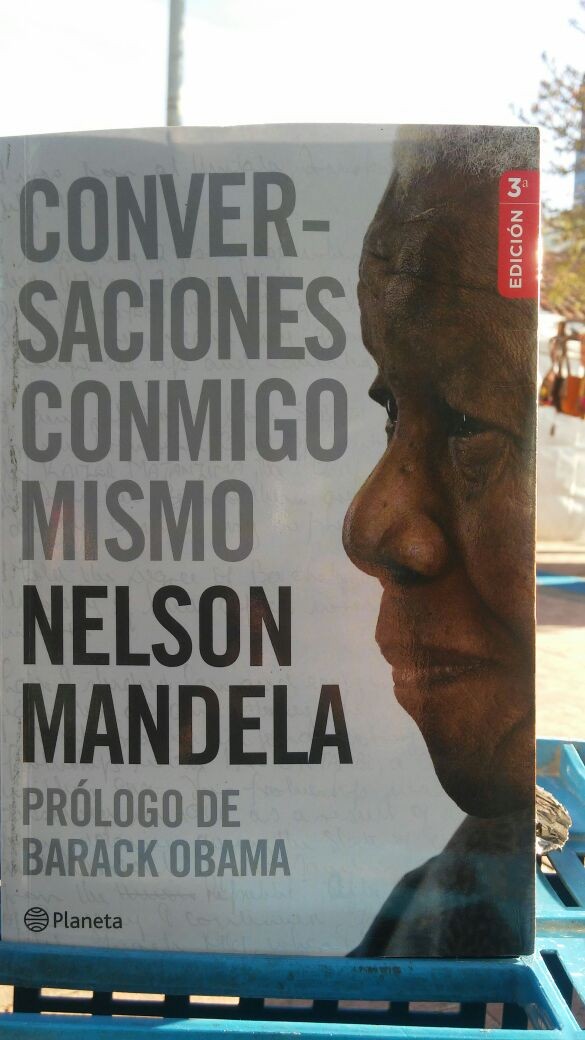 CONVER-
SACIONES
CONMIGO
MISMO
NELSON
MANDELA
PRÓLOGO DE
BARACK OBAMA
Planeta
3ª EDICIÓN